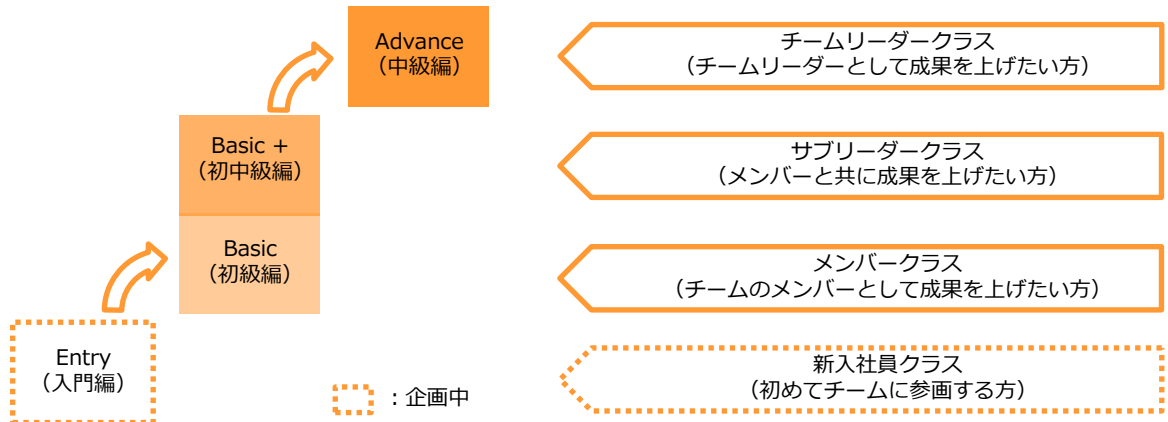 Advance
（中級編）
チームリーダークラス
（チームリーダーとして成果を上げたい方）
Basic +
（初中級編）
サブリーダークラス
（メンバーと共に成果を上げたい方）
Basic
（初級編）
メンバークラス
（チームのメンバーとして成果を上げたい方）
Entry
（入門編）
：企画中
新入社員クラス
（初めてチームに参画する方）